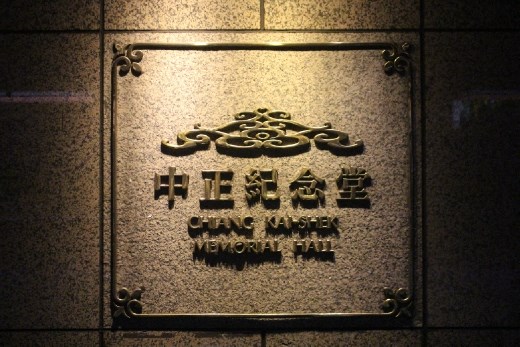 中正紀念堂
CHIANG KAI-SHEK
MEMORIAL HALL